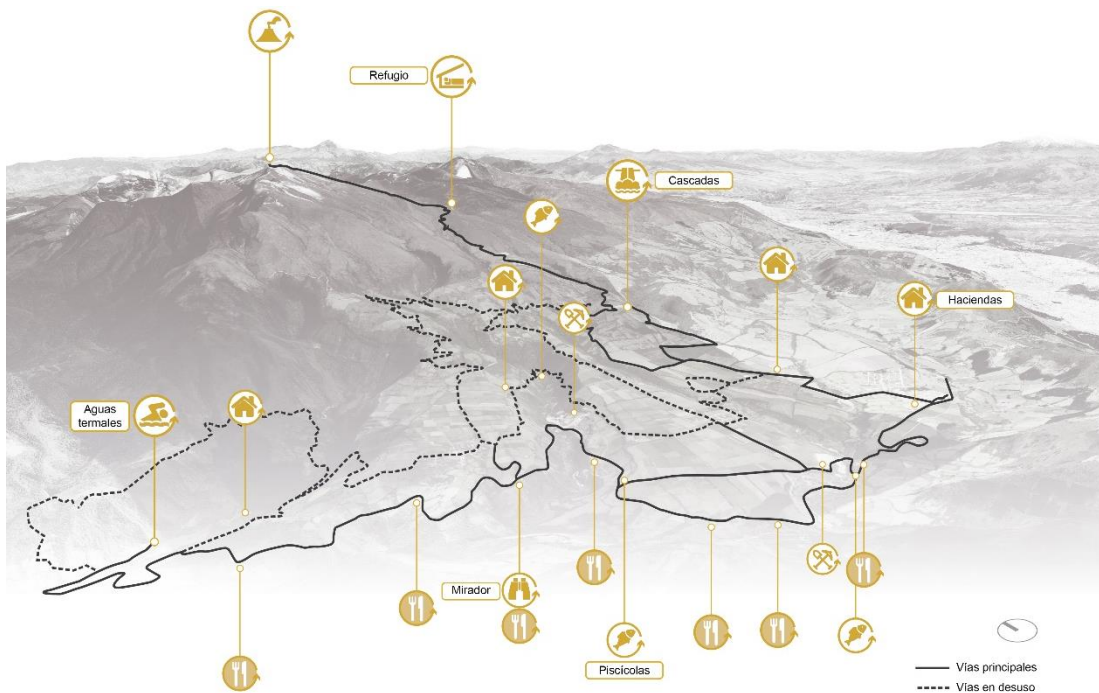 Refugio
Cascadas
Haciendas
Aguas
termales
Mirador
Piscícolas
Vías principales
Vías en desuso